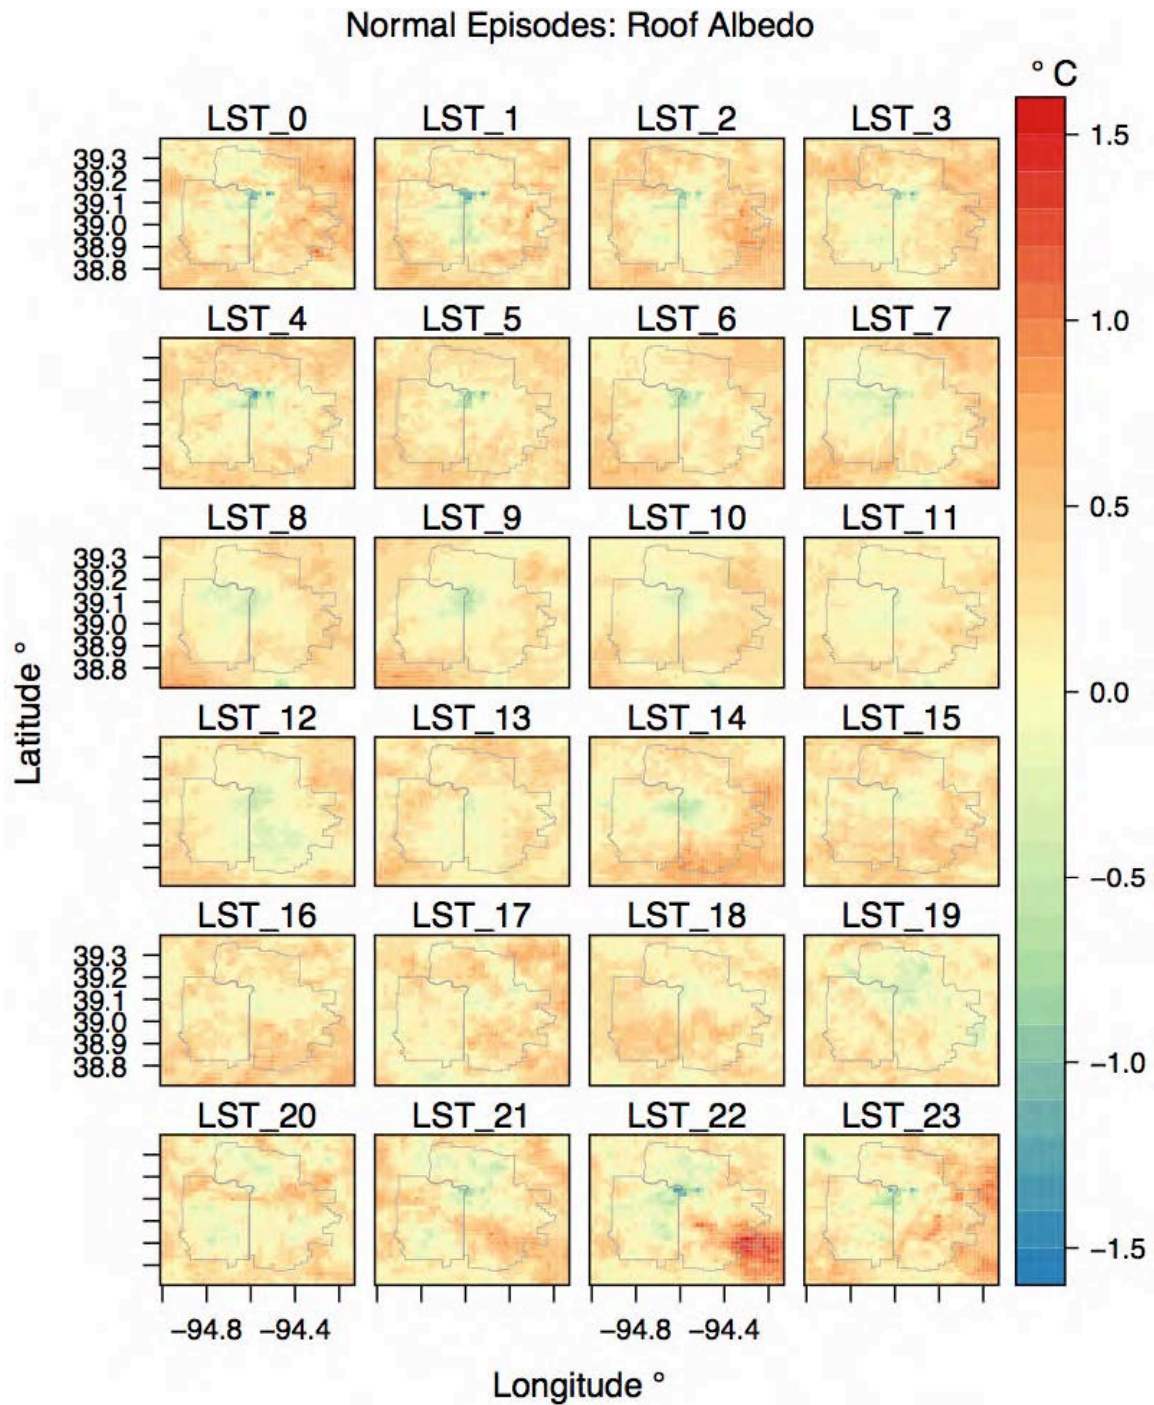 Normal Episodes: Roof Albedo
° C
LST_0 LST_1 LST_2 LST_3
39.3
39.2
39.1
39.0
38.9
38.8
LST_4 LST_5 LST_6 LST_7
LST_8 LST_9 LST_10 LST_11
39.3
39.2
39.1
39.0
38.9
38.8
LST_12 LST_13 LST_14 LST_15
LST_16 LST_17 LST_18 LST_19
39.3
39.2
39.1
39.0
38.9
38.8
LST_20 LST_21 LST_22 LST_23
−94.8 −94.4 −94.8 −94.4
Latitude °
Longitude °
1.5
1.0
0.5
0.0
−0.5
−1.0
−1.5